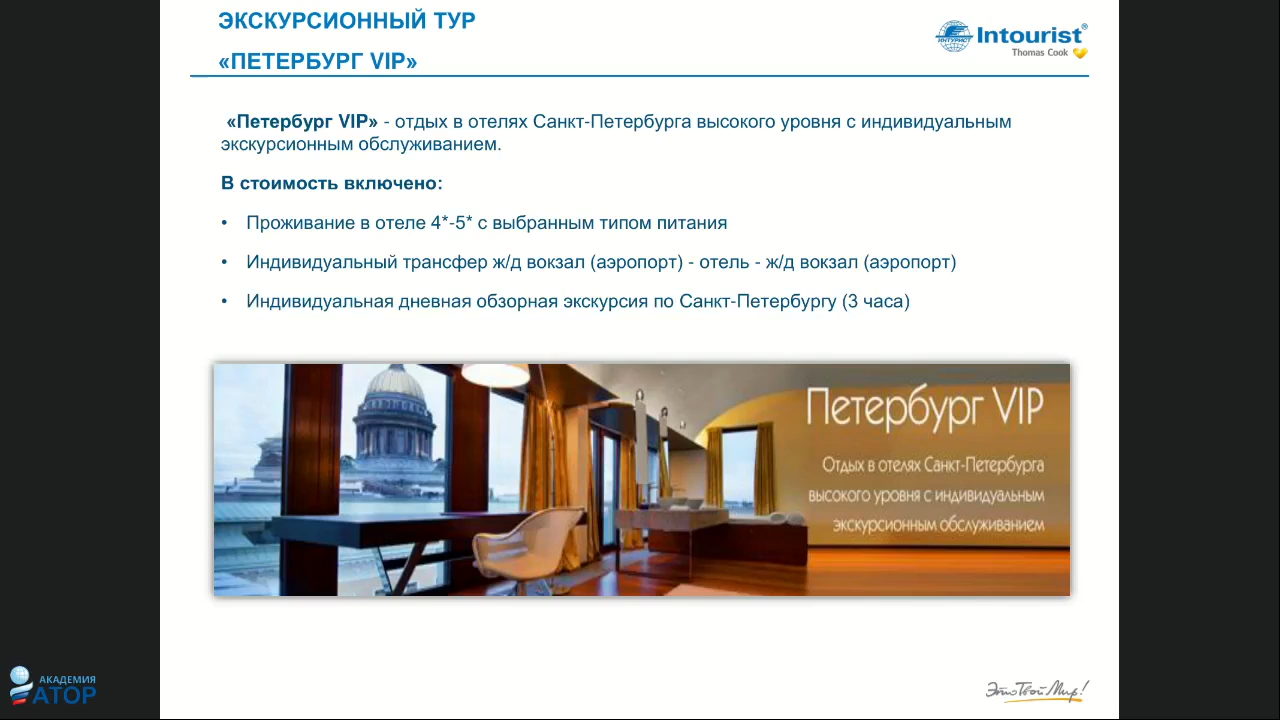 ЭКСКУРСИОННЫЙ ТУР
«ПЕТЕРБУРГ VIP»
ИНТУРИСТ
Intourist®
Thomas Cook
«Петербург VIP» - отдых в отелях Санкт-Петербурга высокого уровня с индивидуальным
экскурсионным обслуживанием.
В стоимость включено:
• Проживание в отеле 4*-5* с выбранным типом питания
• Индивидуальный трансфер ж/д вокзал (аэропорт) - отель - ж/д вокзал (аэропорт)
• Индивидуальная дневная обзорная экскурсия по Санкт-Петербургу (3 часа)
Петербург VIP
Отдых в отелях Санкт-Петербурга
высокого уровня с индивидуальным
экскурсионным обслуживанием
АКАДЕМИЯ
АТОР
Это Твой Мир!